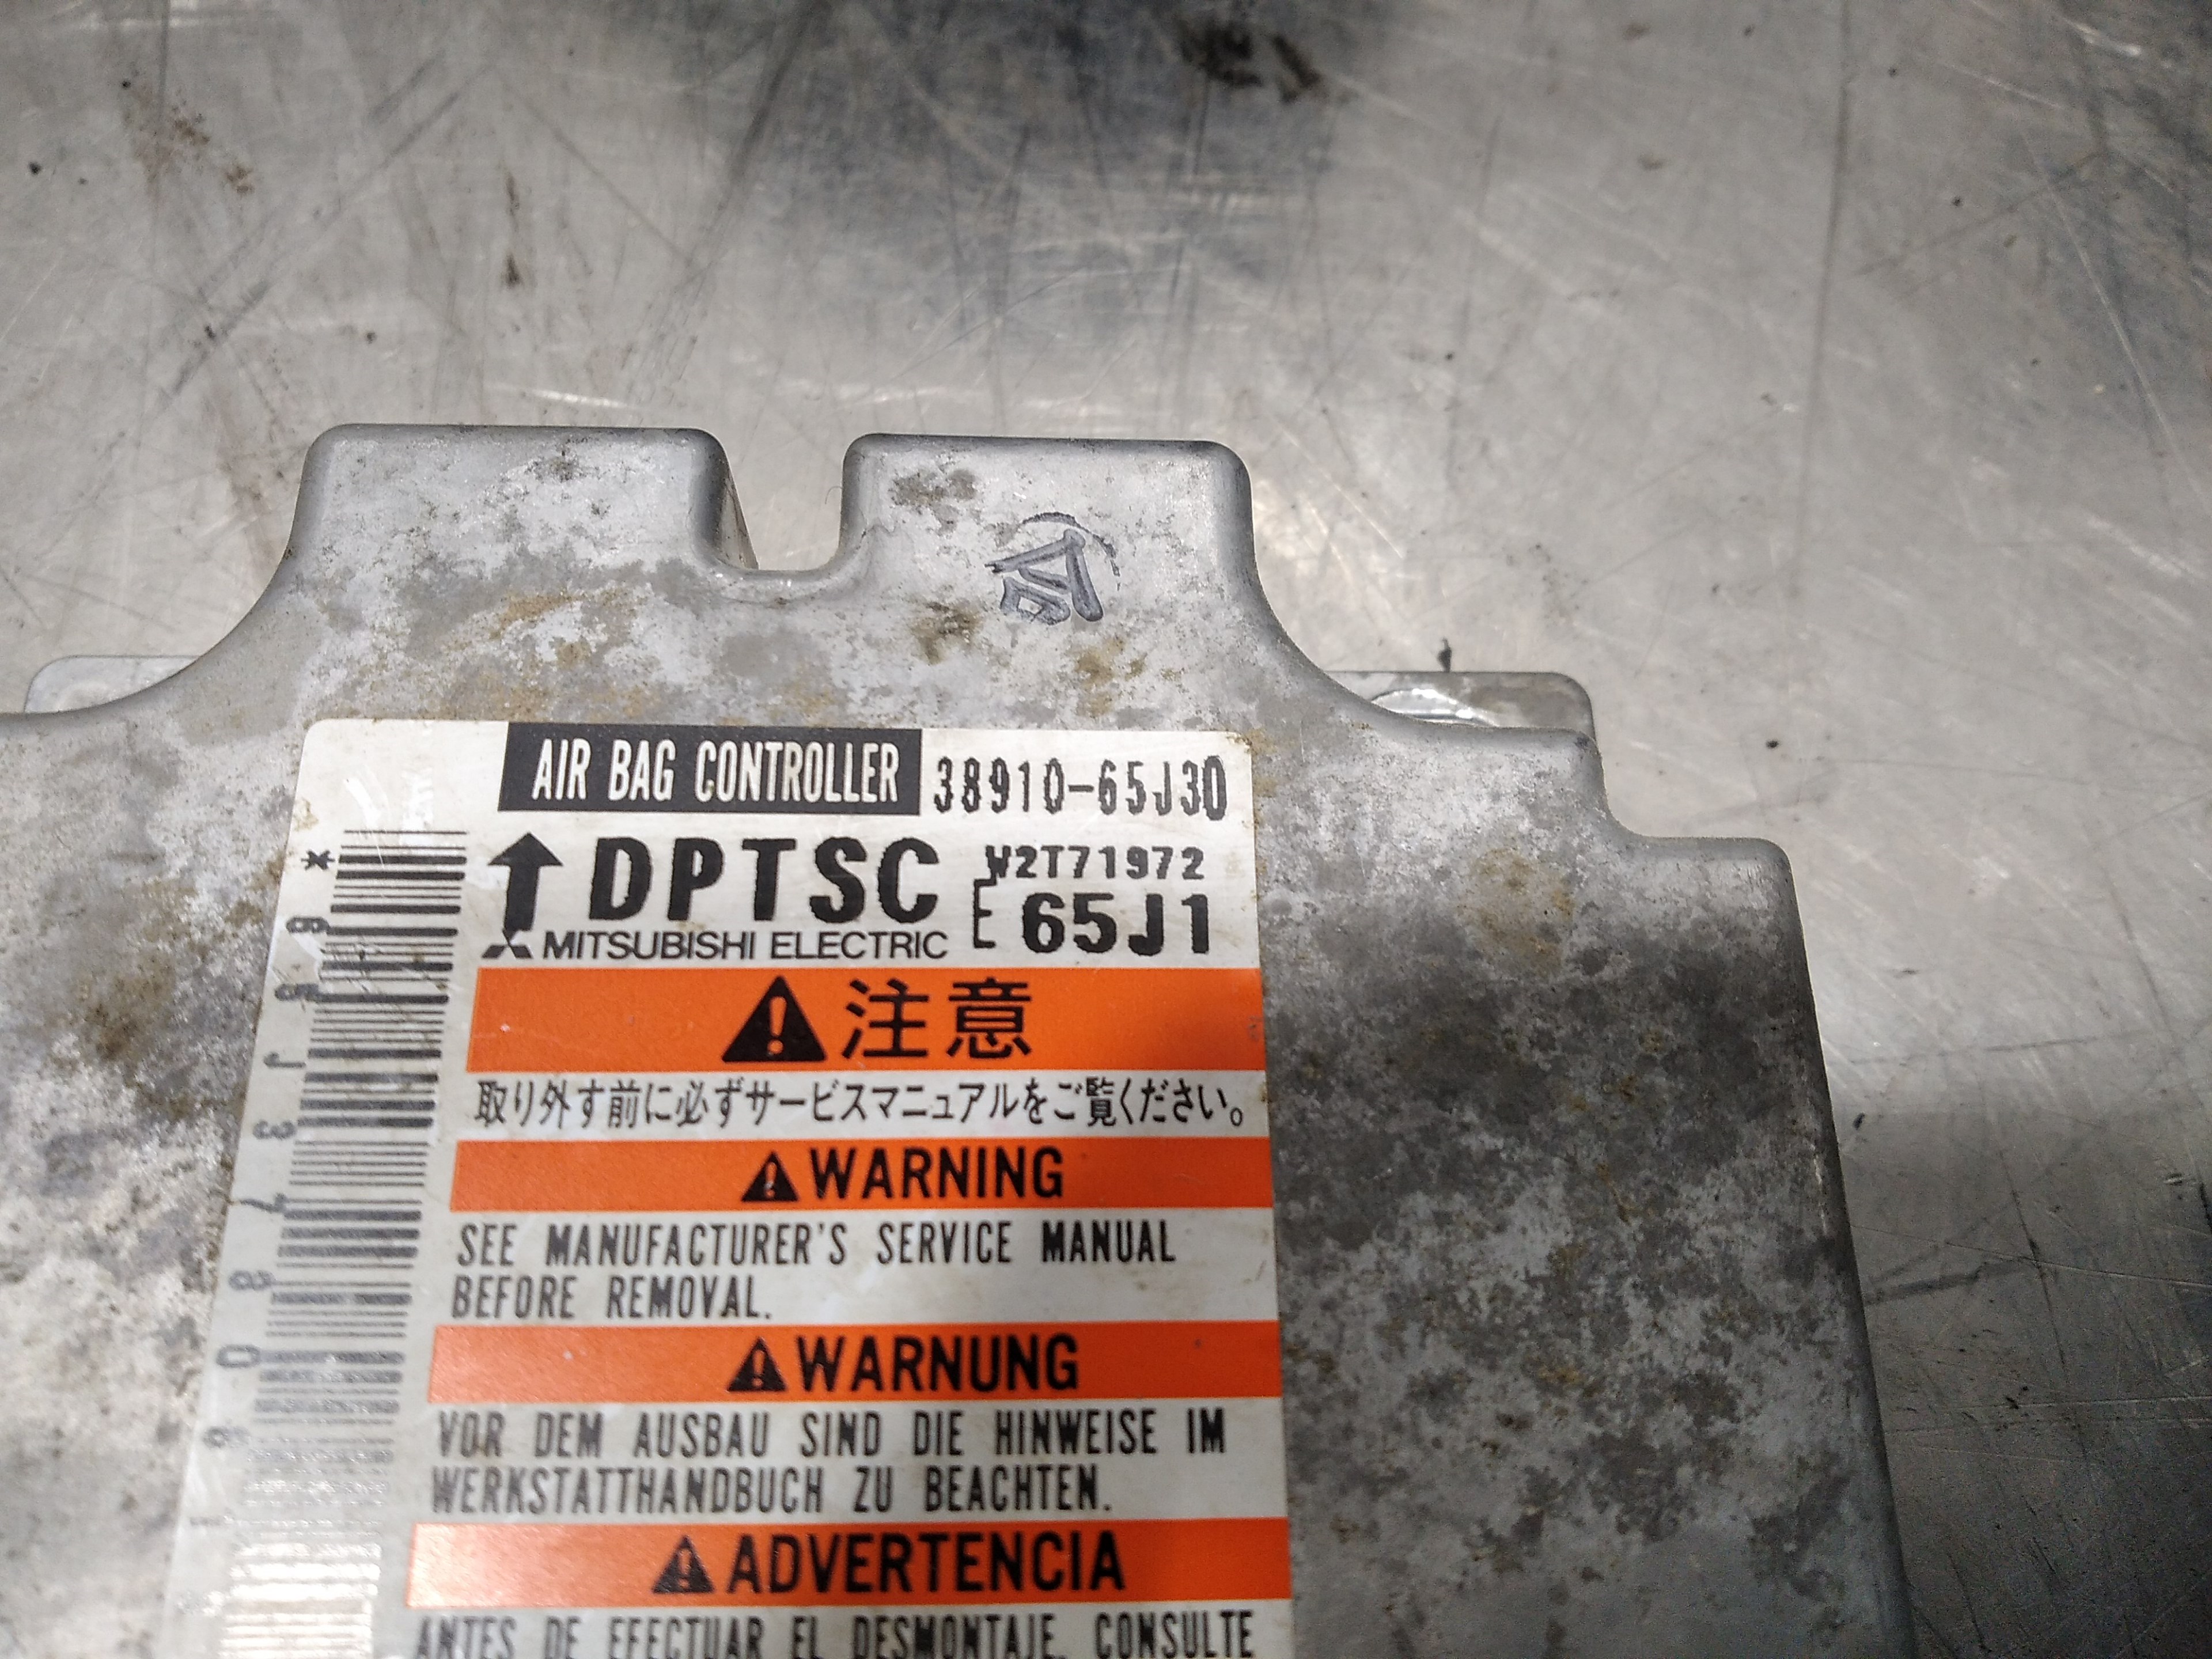 AIR BAG CONTROLLER 38910-65J30
DPTSC W2T71972
MITSUBISHI ELECTRIC E 65J1
注意
取り外す前に必ずサービスマニュアルをご覧ください。
WARNING
SEE MANUFACTURER'S SERVICE MANUAL
BEFORE REMOVAL.
WARNUNG
VOR DEM AUSBAU SIND DIE HINWEISE IM
WERKSTATTHANDBUCH ZU BEACHTEN.
ADVERTENCIA
ANTES DE EFECTUAR EL DESMONTAJE, CONSULTE